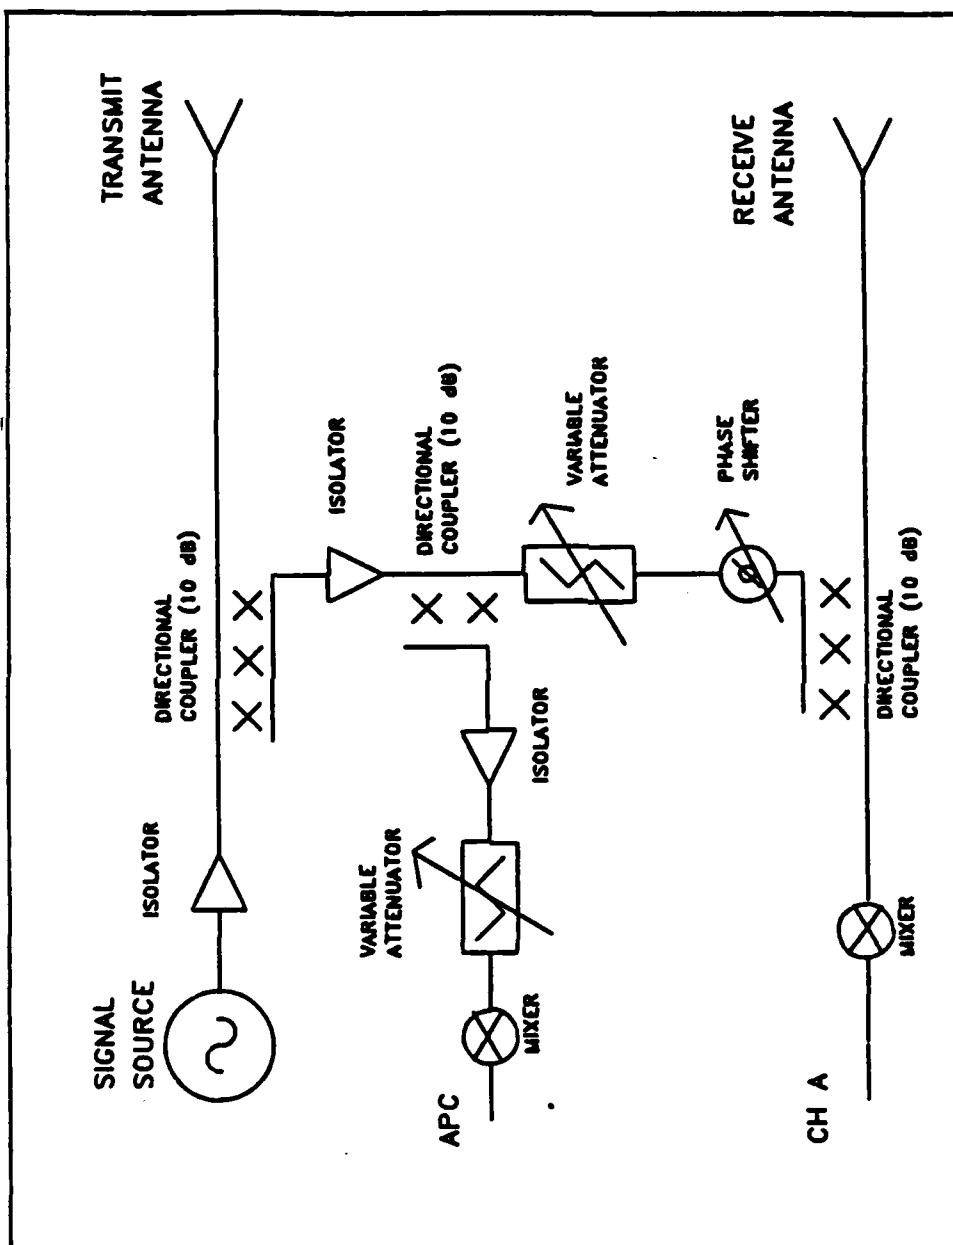 SIGNAL
SOURCE
ISOLATOR
DIRECTIONAL
COUPLER (10 dB)
TRANSMIT
ANTENNA
ISOLATOR
DIRECTIONAL
COUPLER (10 dB)
VARIABLE
ATTENUATOR
ISOLATOR
VARIABLE
ATTENUATOR
APC
MIXER
PHASE
SHIFTER
RECEIVE
ANTENNA
CH A
MIXER
DIRECTIONAL
COUPLER (10 dB)
Ø